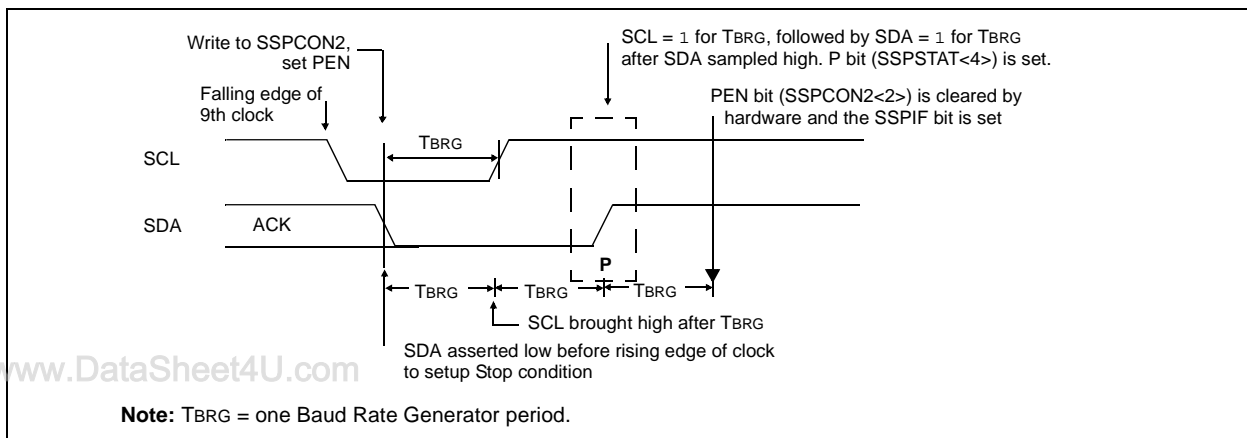 Write to SSPCON2,
set PEN
SCL = 1 for TBRG, followed by SDA = 1 for TBRG
after SDA sampled high. P bit (SSPSTAT<4>) is set.
Falling edge of
9th clock
PEN bit (SSPCON2<2>) is cleared by
hardware and the SSPIF bit is set
SCL
TBRG
SDA
ACK
P
TBRG
TBRG
TBRG
SCL brought high after TBRG
SDA asserted low before rising edge of clock
to setup Stop condition
www.DataSheet4U.com
Note: TBRG = one Baud Rate Generator period.